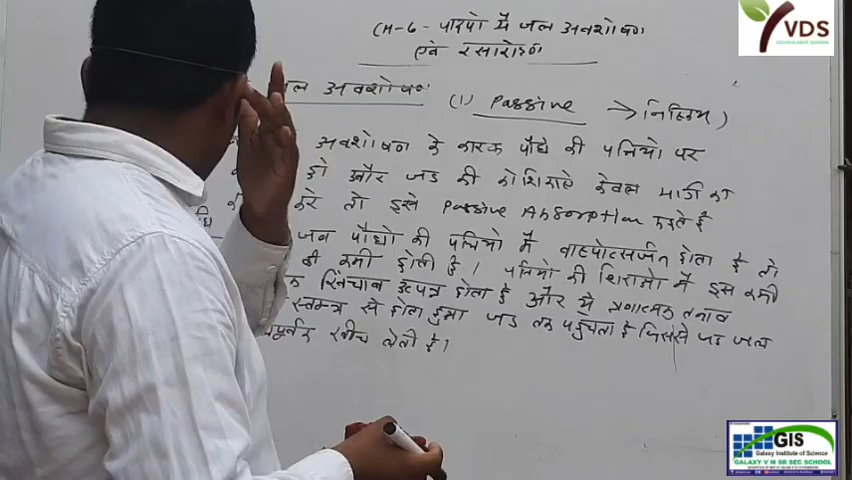 CH-6 - पादपो मे जल अवशोषण
एवं रसारोहण
जल अवशोषण
(1) Passive → निष्क्रिय)
अवशोषण के कारक पौधे की पत्तियो पर
हो और जड की कोशिकाऐ केवल मार्ग का
करे तो इसे Passive Absorption कहते है
जब पौधो की पत्तियो मे वाष्पोत्सर्जन होता है तो
की कमी होती है। पत्तियो की शिराओ मे इस कमी
खिंचाव उत्पन्न होता है और ये ऋणात्मक तनाव
स्तम्भ से होता हुआ जड तक पहुंचता है जिससे जड जल
पूर्वक खींच लेती है।
VDS
GIS
Galaxy Institute of Science
GALAXY V M SR SEC SCHOOL